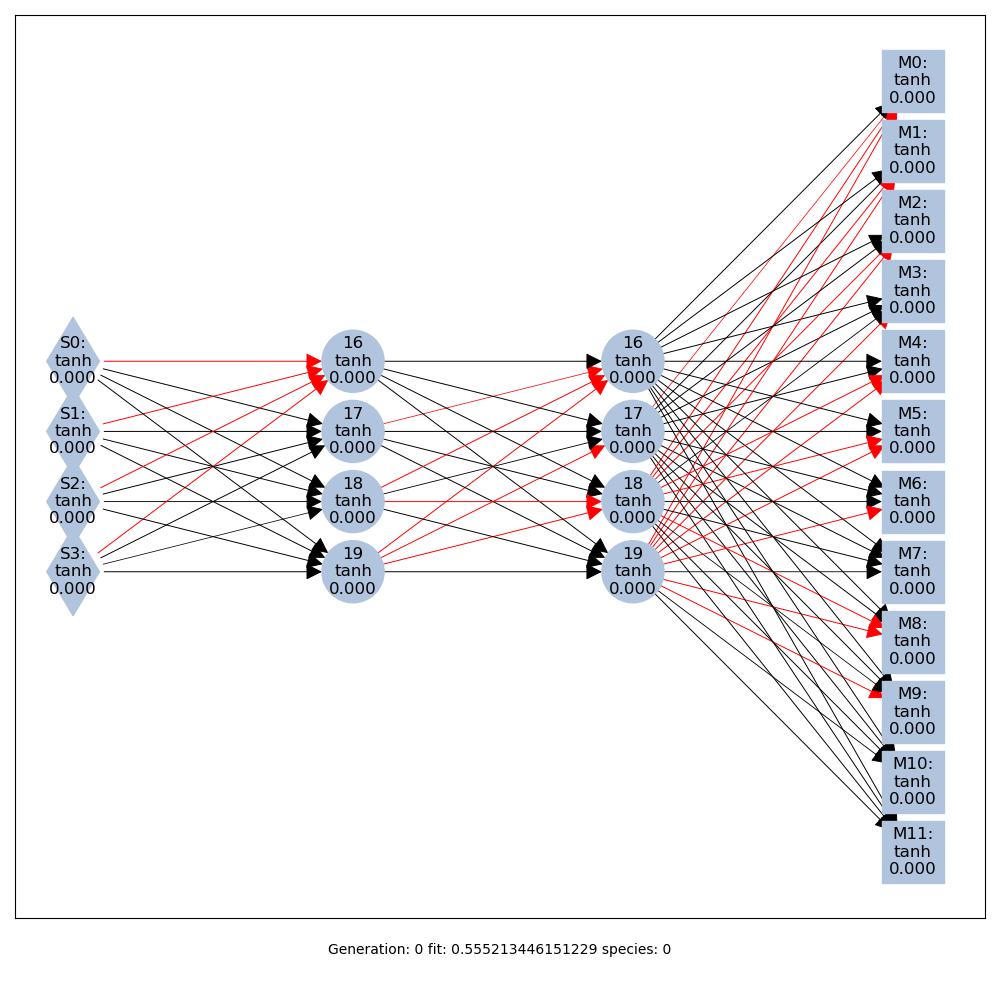 M0:
tanh
0.000
M1:
tanh
0.000
M2:
tanh
0.000
M3:
tanh
0.000
S0:
tanh
0.000
16
tanh
0.000
16
tanh
0.000
M4:
tanh
0.000
S1:
tanh
0.000
17
tanh
0.000
17
tanh
0.000
M5:
tanh
0.000
S2:
tanh
0.000
18
tanh
0.000
18
tanh
0.000
M6:
tanh
0.000
S3:
tanh
0.000
19
tanh
0.000
19
tanh
0.000
M7:
tanh
0.000
M8:
tanh
0.000
M9:
tanh
0.000
M10:
tanh
0.000
M11:
tanh
0.000
Generation: 0 fit: 0.555213446151229 species: 0